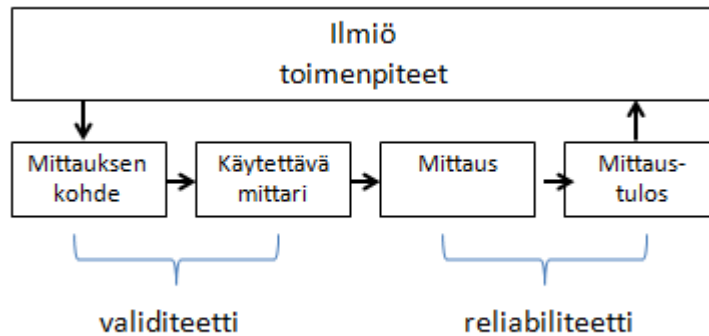 Ilmiö
toimenpiteet
Mittauksen
kohde
Käytettävä
mittari
Mittaus
Mittaus-
tulos
validiteetti
reliabiliteetti